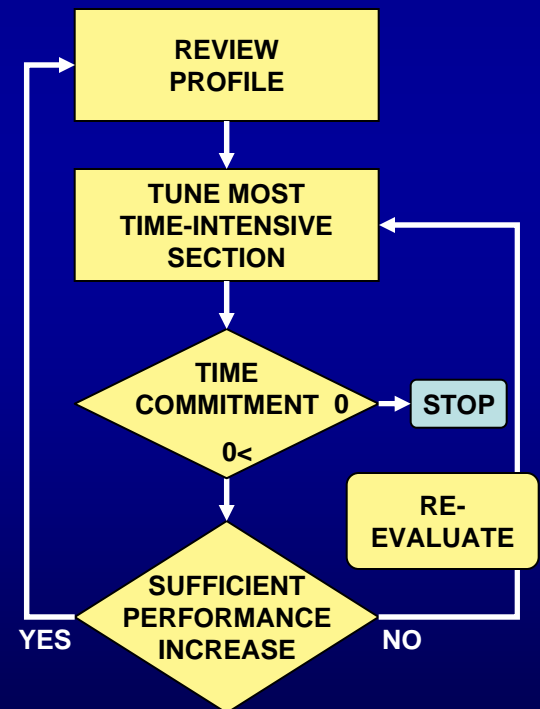 REVIEW
PROFILE
TUNE MOST
TIME-INTENSIVE
SECTION
TIME
COMMITMENT 0
0<
STOP
RE-
EVALUATE
SUFFICIENT
PERFORMANCE
INCREASE
YES
NO